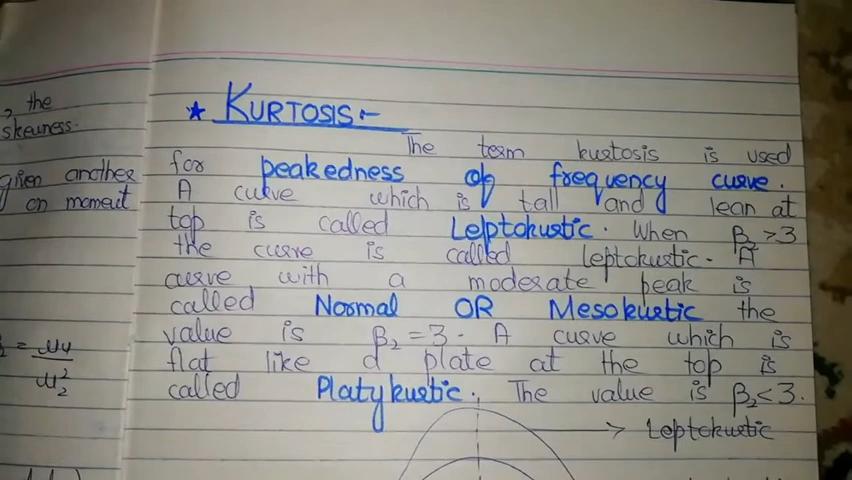 , the
skewness.
given another
on moment
2 = μ4
μ2²
★ KURTOSIS:-
The term kurtosis is used
for peakedness of frequency curve.
A curve which is tall and lean at
top is called Leptokurtic. When β2 >3
the curve is called leptokurtic. A
curve with a moderate peak is
called Normal OR Mesokurtic the
value is β2 = 3. A curve which is
flat like a plate at the top is
called Platykurtic. The value is β2<3.
Leptokurtic